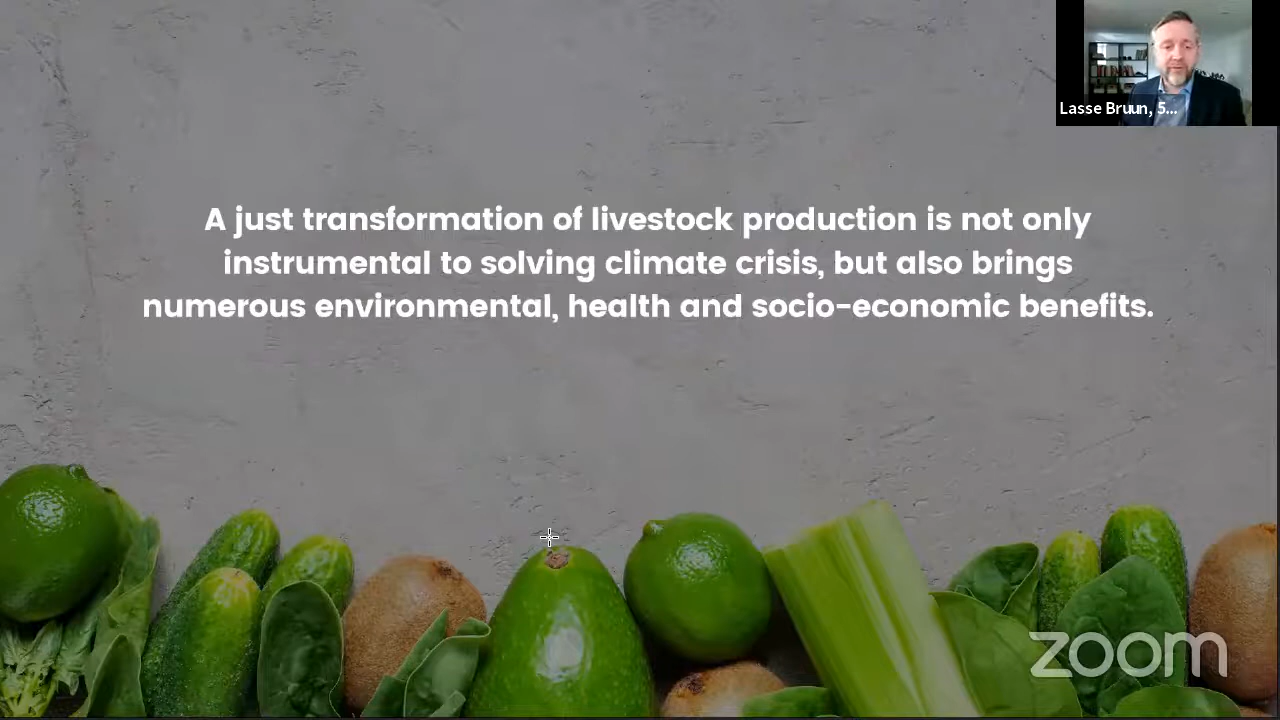 Lasse Bruun, 5...
A just transformation of livestock production is not only
instrumental to solving climate crisis, but also brings
numerous environmental, health and socio-economic benefits.
zoom